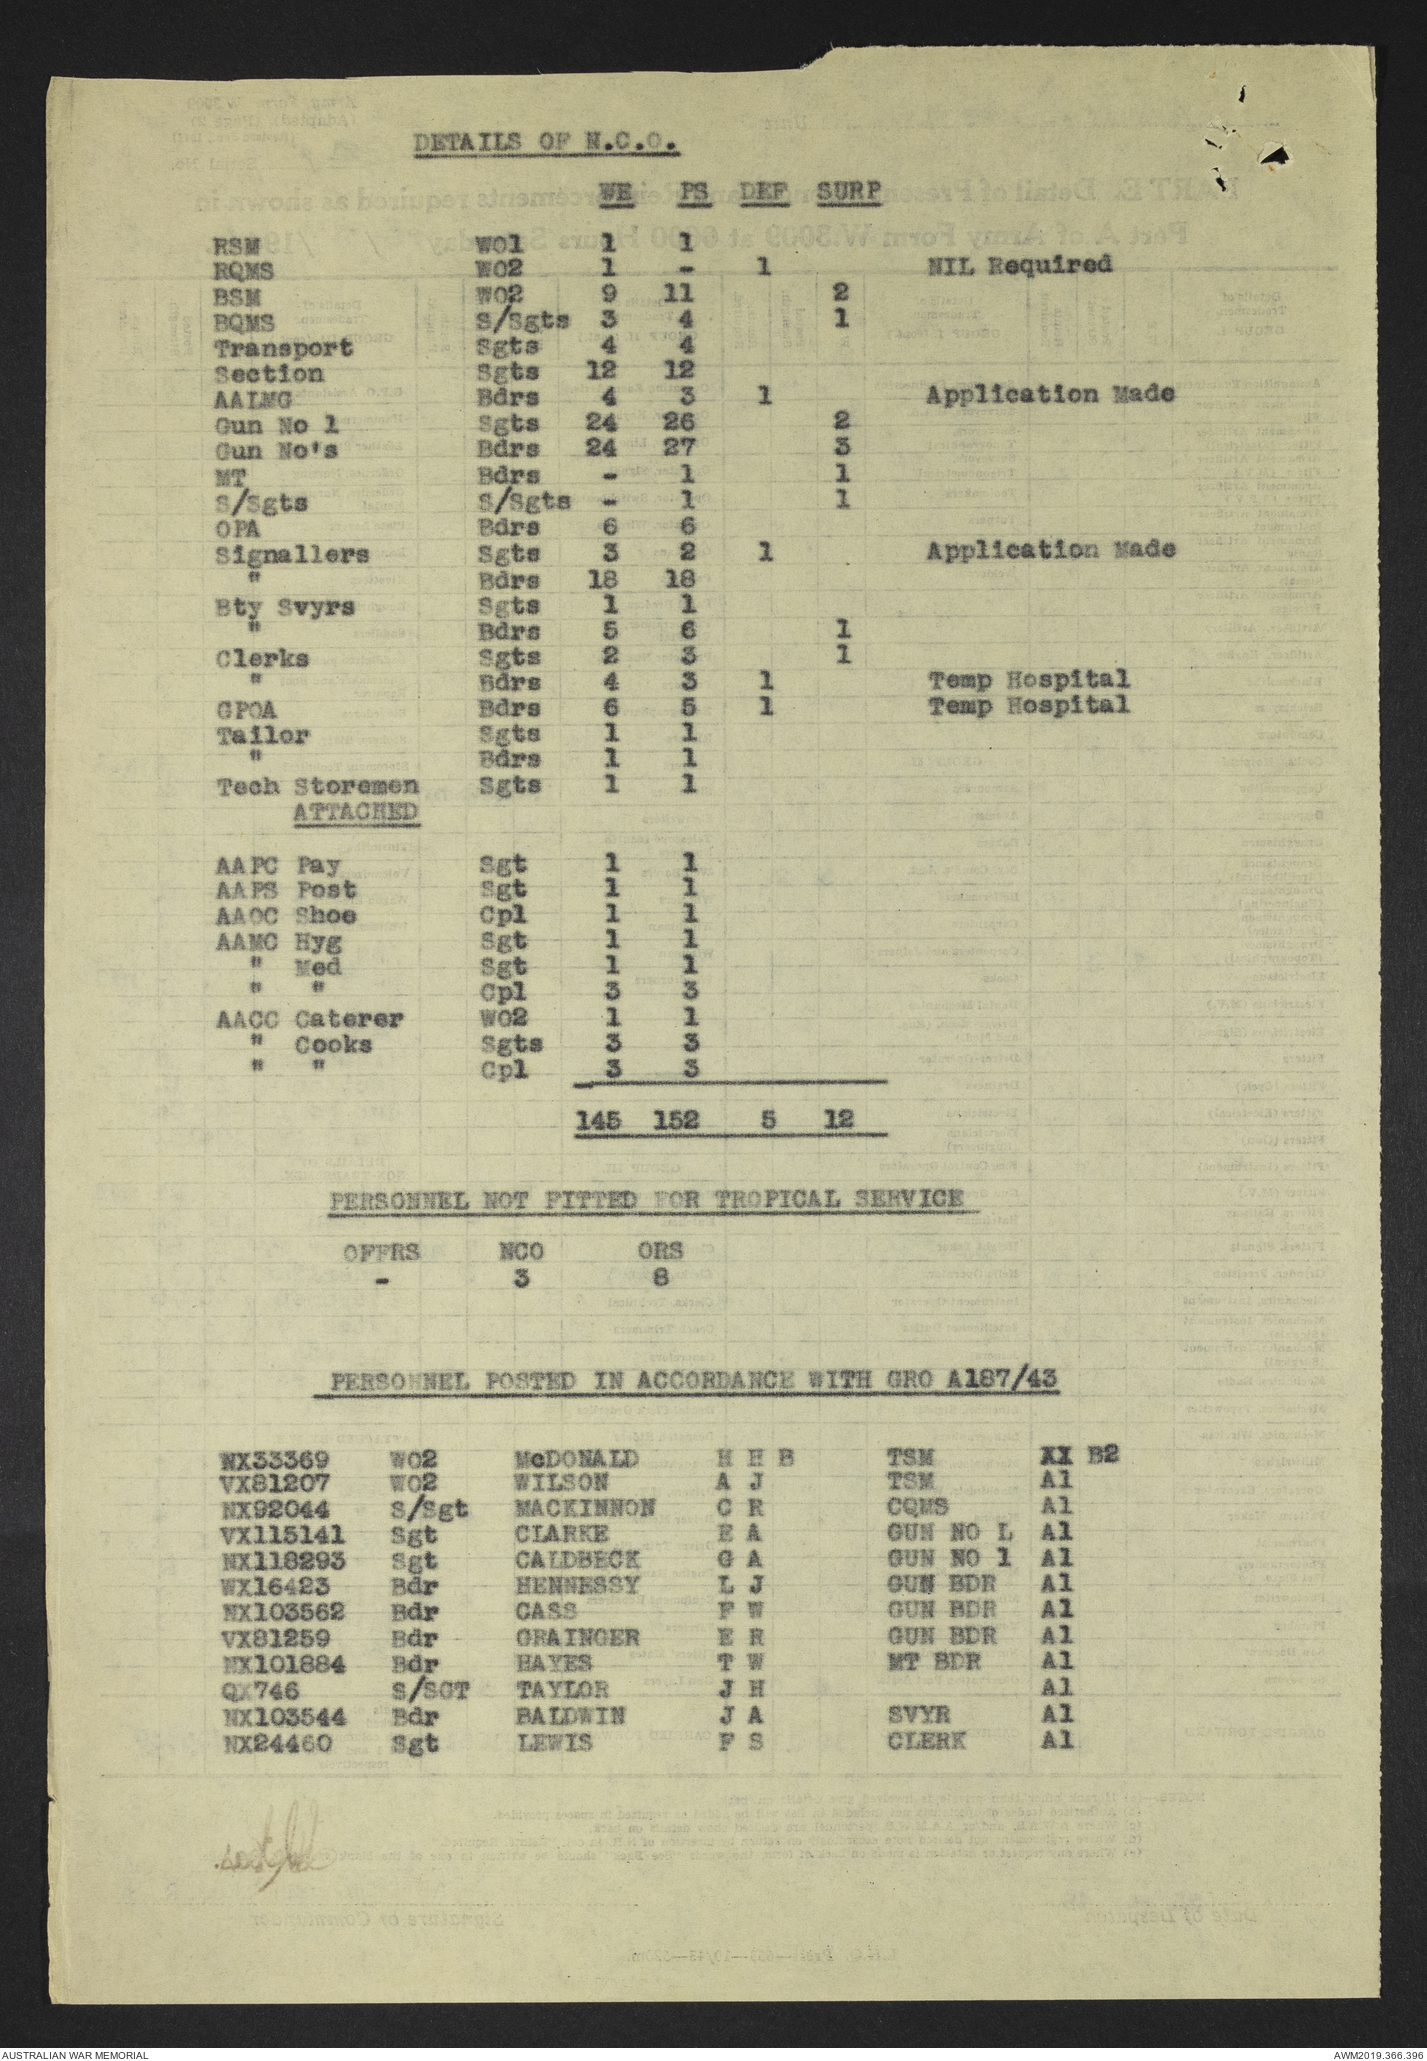 DETAILS OF N.C.O.
WE PS DEF SURP
RSM WO1 1 1
RQMS WO2 1 - 1 NIL Required
BSM WO2 9 11 2
BQMS S/Sgts 3 4 1
Transport Sgts 4 4
Section Sgts 12 12
AALMG Bdrs 4 3 1 Application Made
Gun No 1 Sgts 24 26 2
Gun No's Bdrs 24 27 3
MT Bdrs - 1 1
S/Sgts S/Sgts - 1 1
OPA Bdrs 6 6
Signallers Sgts 3 2 1 Application Made
" Bdrs 18 18
Bty Svyrs Sgts 1 1
" Bdrs 5 6 1
Clerks Sgts 2 3 1
" Bdrs 4 3 1 Temp Hospital
GPOA Bdrs 6 5 1 Temp Hospital
Tailor Sgts 1 1
" Bdrs 1 1
Tech Storemen Sgts 1 1
ATTACHED
AAPC Pay Sgt 1 1
AAPS Post Sgt 1 1
AAOC Shoe Cpl 1 1
AAMC Hyg Sgt 1 1
" Med Sgt 1 1
" " Cpl 3 3
AACC Caterer WO2 1 1
" Cooks Sgts 3 3
" " Cpl 3 3
145 152 5 12
PERSONNEL NOT FITTED FOR TROPICAL SERVICE
OFFRS NCO ORS
- 3 8
PERSONNEL POSTED IN ACCORDANCE WITH GRO A187/43
NX33369 WO2 McDONALD H H B TSM XX B2
VX81207 WO2 WILSON A J TSM A1
NX92044 S/Sgt MACKINNON C R CQMS A1
VX115141 Sgt CLARKE E A GUN NO L A1
NX118293 Sgt CALDBECK G A GUN NO 1 A1
WX16423 Bdr HENNESSY L J GUN BDR A1
NX103562 Bdr CASS F W GUN BDR A1
VX81259 Bdr GRAINGER E R GUN BDR A1
NX101884 Bdr HAYES T W MT BDR A1
QX746 S/SGT TAYLOR J H A1
NX103544 Bdr BALDWIN J A SVYR A1
NX24460 Sgt LEWIS F S CLERK A1
AUSTRALIAN WAR MEMORIAL AWM2019.366.396